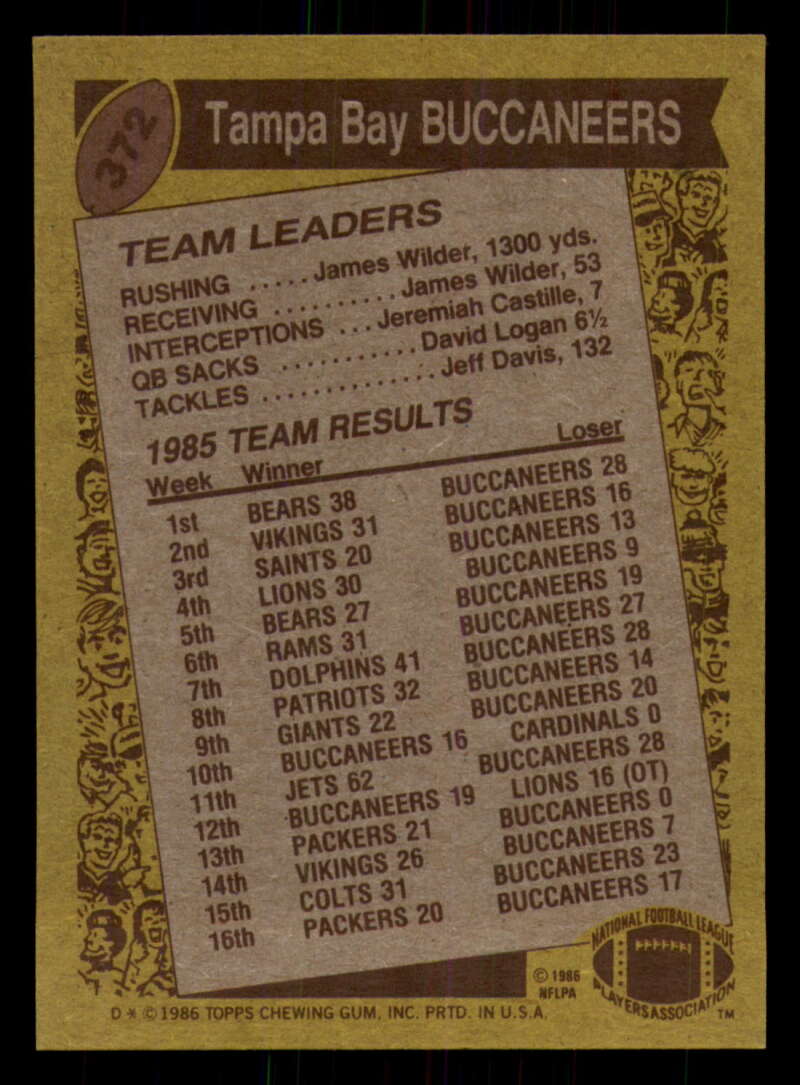 372
Tampa Bay BUCCANEERS
TEAM LEADERS
RUSHING ..... James Wilder, 1300 yds.
RECEIVING .......... James Wilder, 53
INTERCEPTIONS ... Jeremiah Castille, 7
QB SACKS ........... David Logan 6½
TACKLES .............. Jeff Davis, 132
1985 TEAM RESULTS
Week Winner Loser
1st BEARS 38 BUCCANEERS 28
2nd VIKINGS 31 BUCCANEERS 16
3rd SAINTS 20 BUCCANEERS 13
4th LIONS 30 BUCCANEERS 9
5th BEARS 27 BUCCANEERS 19
6th RAMS 31 BUCCANEERS 27
7th DOLPHINS 41 BUCCANEERS 28
8th PATRIOTS 32 BUCCANEERS 14
9th GIANTS 22 BUCCANEERS 20
10th BUCCANEERS 16 CARDINALS 0
11th JETS 62 BUCCANEERS 28
12th BUCCANEERS 19 LIONS 16 (OT)
13th PACKERS 21 BUCCANEERS 0
14th VIKINGS 26 BUCCANEERS 7
15th COLTS 31 BUCCANEERS 23
16th PACKERS 20 BUCCANEERS 17
NATIONAL FOOTBALL LEAGUE
PLAYERS ASSOCIATION
TM
© 1986
NFLPA
D * © 1986 TOPPS CHEWING GUM, INC. PRTD. IN U.S.A.